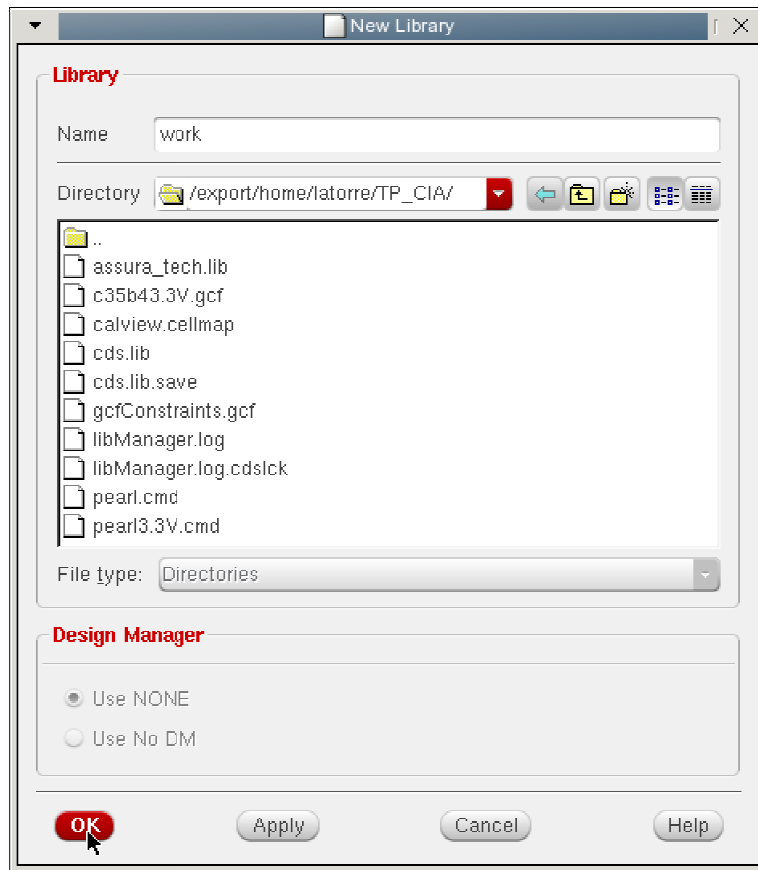 New Library
Library
Name work
Directory /export/home/latorre/TP_CIA/
..
assura_tech.lib
c35b43.3V.gcf
calview.cellmap
cds.lib
cds.lib.save
gcfConstraints.gcf
libManager.log
libManager.log.cdslck
pearl.cmd
pearl3.3V.cmd
File type: Directories
Design Manager
Use NONE
Use No DM
OK Apply Cancel Help